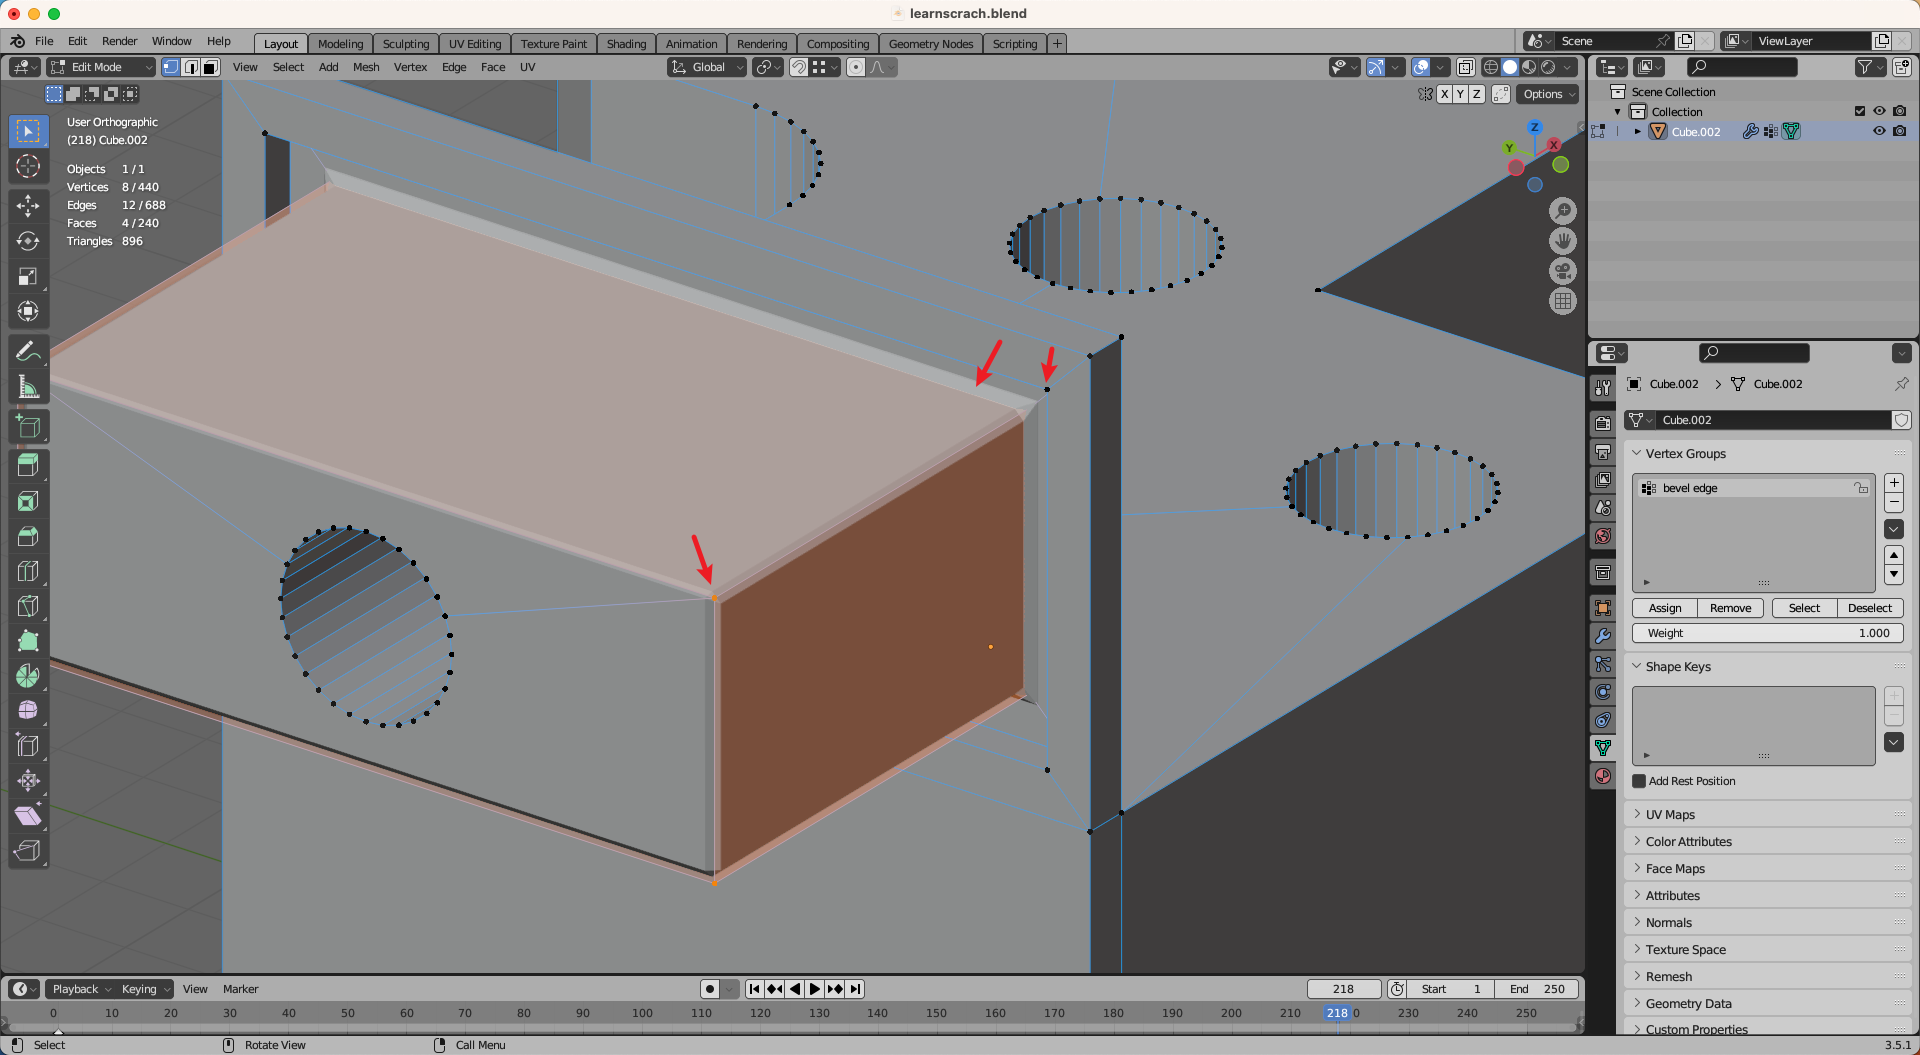 learnscrach.blend
File Edit Render Window Help
Layout Modeling Sculpting UV Editing Texture Paint Shading Animation Rendering Compositing Geometry Nodes Scripting +
Scene
ViewLayer
Edit Mode
View Select Add Mesh Vertex Edge Face UV
Global
X Y Z
Options
User Orthographic
(218) Cube.002
Objects 1 / 1
Vertices 8 / 440
Edges 12 / 688
Faces 4 / 240
Triangles 896
Z
Y
X
Scene Collection
Collection
Cube.002
Cube.002 > Cube.002
Cube.002
Vertex Groups
bevel edge
Assign Remove Select Deselect
Weight 1.000
Shape Keys
Add Rest Position
UV Maps
Color Attributes
Face Maps
Attributes
Normals
Texture Space
Remesh
Geometry Data
Custom Properties
Playback Keying View Marker
218
Start 1
End 250
0 10 20 30 40 50 60 70 80 90 100 110 120 130 140 150 160 170 180 190 200 210 218 0 230 240 250
Select
Rotate View
Call Menu
3.5.1